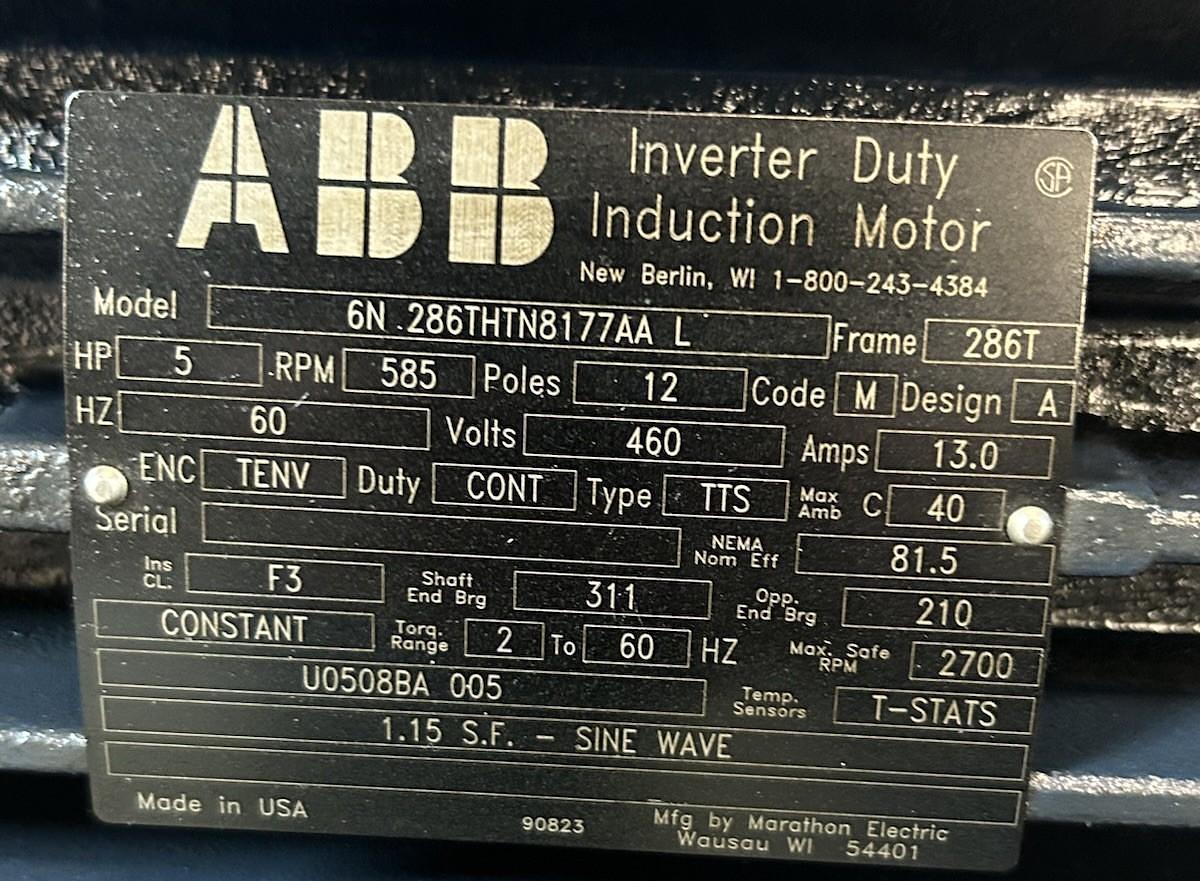 ABB
Inverter Duty
Induction Motor
New Berlin, WI 1-800-243-4384
CSA
Model 6N 286THTN8177AA L Frame 286T
HP 5 RPM 585 Poles 12 Code M Design A
HZ 60 Volts 460 Amps 13.0
ENC TENV Duty CONT Type TTS Max Amb C 40
Serial NEMA Nom Eff 81.5
Ins CL. F3 Shaft End Brg 311 Opp. End Brg 210
CONSTANT Torq. Range 2 To 60 HZ Max. Safe RPM 2700
U0508BA 005 Temp. Sensors T-STATS
1.15 S.F. - SINE WAVE
Made in USA 90823 Mfg by Marathon Electric
Wausau WI 54401